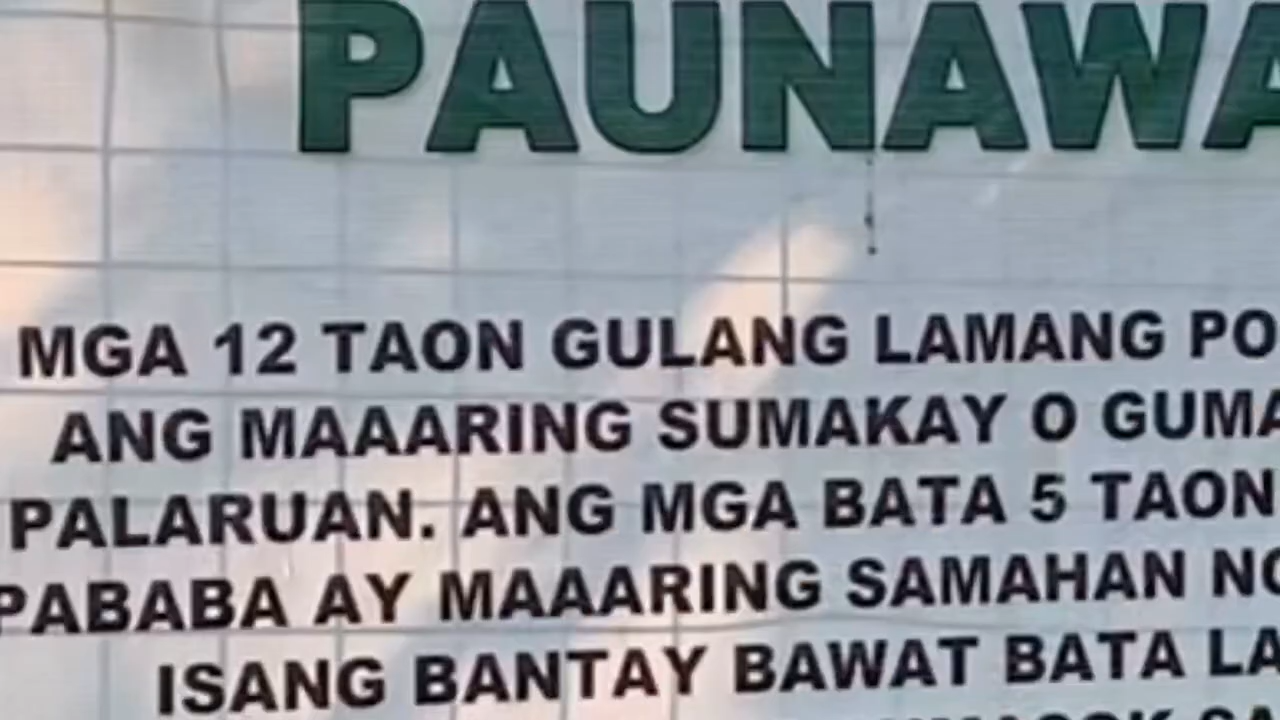 PAUNAWA
MGA 12 TAON GULANG LAMANG PO
ANG MAAARING SUMAKAY O GUMA
PALARUAN. ANG MGA BATA 5 TAON
PABABA AY MAAARING SAMAHAN NG
ISANG BANTAY BAWAT BATA LA